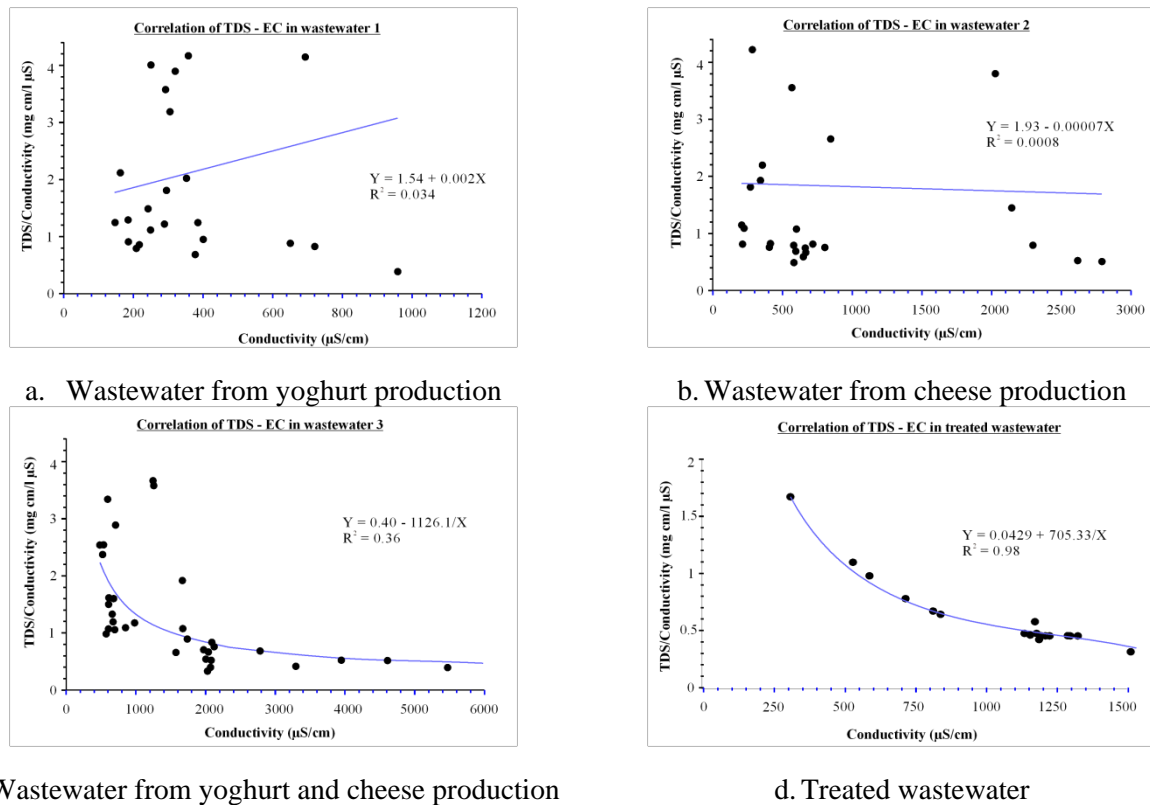 Correlation of TDS - EC in wastewater 1
TDS/Conductivity (mg cm/l µS)
4
3
2
1
0
Y = 1.54 + 0.002X
R² = 0.034
0 200 400 600 800 1000 1200
Conductivity (µS/cm)
a. Wastewater from yoghurt production
Correlation of TDS - EC in wastewater 2
TDS/Conductivity (mg cm/l µS)
4
3
2
1
0
Y = 1.93 - 0.00007X
R² = 0.0008
0 500 1000 1500 2000 2500 3000
Conductivity (µS/cm)
b. Wastewater from cheese production
Correlation of TDS - EC in wastewater 3
TDS/Conductivity (mg cm/l µS)
4
3
2
1
0
Y = 0.40 - 1126.1/X
R² = 0.36
0 1000 2000 3000 4000 5000 6000
Conductivity (µS/cm)
Wastewater from yoghurt and cheese production
Correlation of TDS - EC in treated wastewater
TDS/Conductivity (mg cm/l µS)
2
1.5
1
0.5
0
Y = 0.0429 + 705.33/X
R² = 0.98
0 250 500 750 1000 1250 1500
Conductivity (µS/cm)
d. Treated wastewater